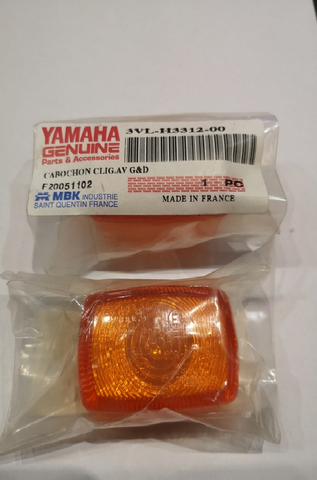 YAMAHA
GENUINE
Parts & Accessories
3VL-H3312-00
CABOCHON CLIG.AV G&D
F20051102
1 PC
MBK INDUSTRIE
SAINT QUENTIN FRANCE
MADE IN FRANCE